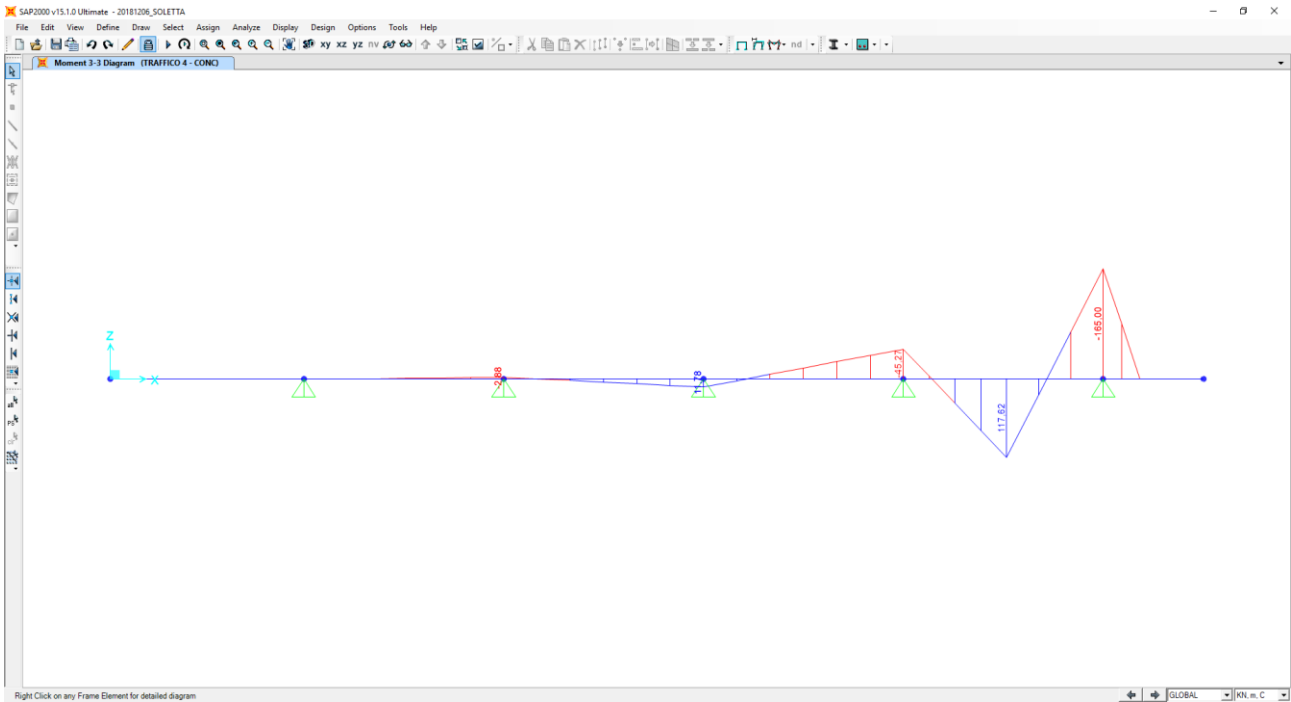 SAP2000 v15.1.0 Ultimate - 20181206_SOLETTA
File Edit View Define Draw Select Assign Analyze Display Design Options Tools Help
xy xz yz nv nd
Moment 3-3 Diagram (TRAFFICO 4 - CONC)
Z
X
-2.88
11.78
-45.27
117.62
-165.00
Right Click on any Frame Element for detailed diagram
GLOBAL
KN, m, C